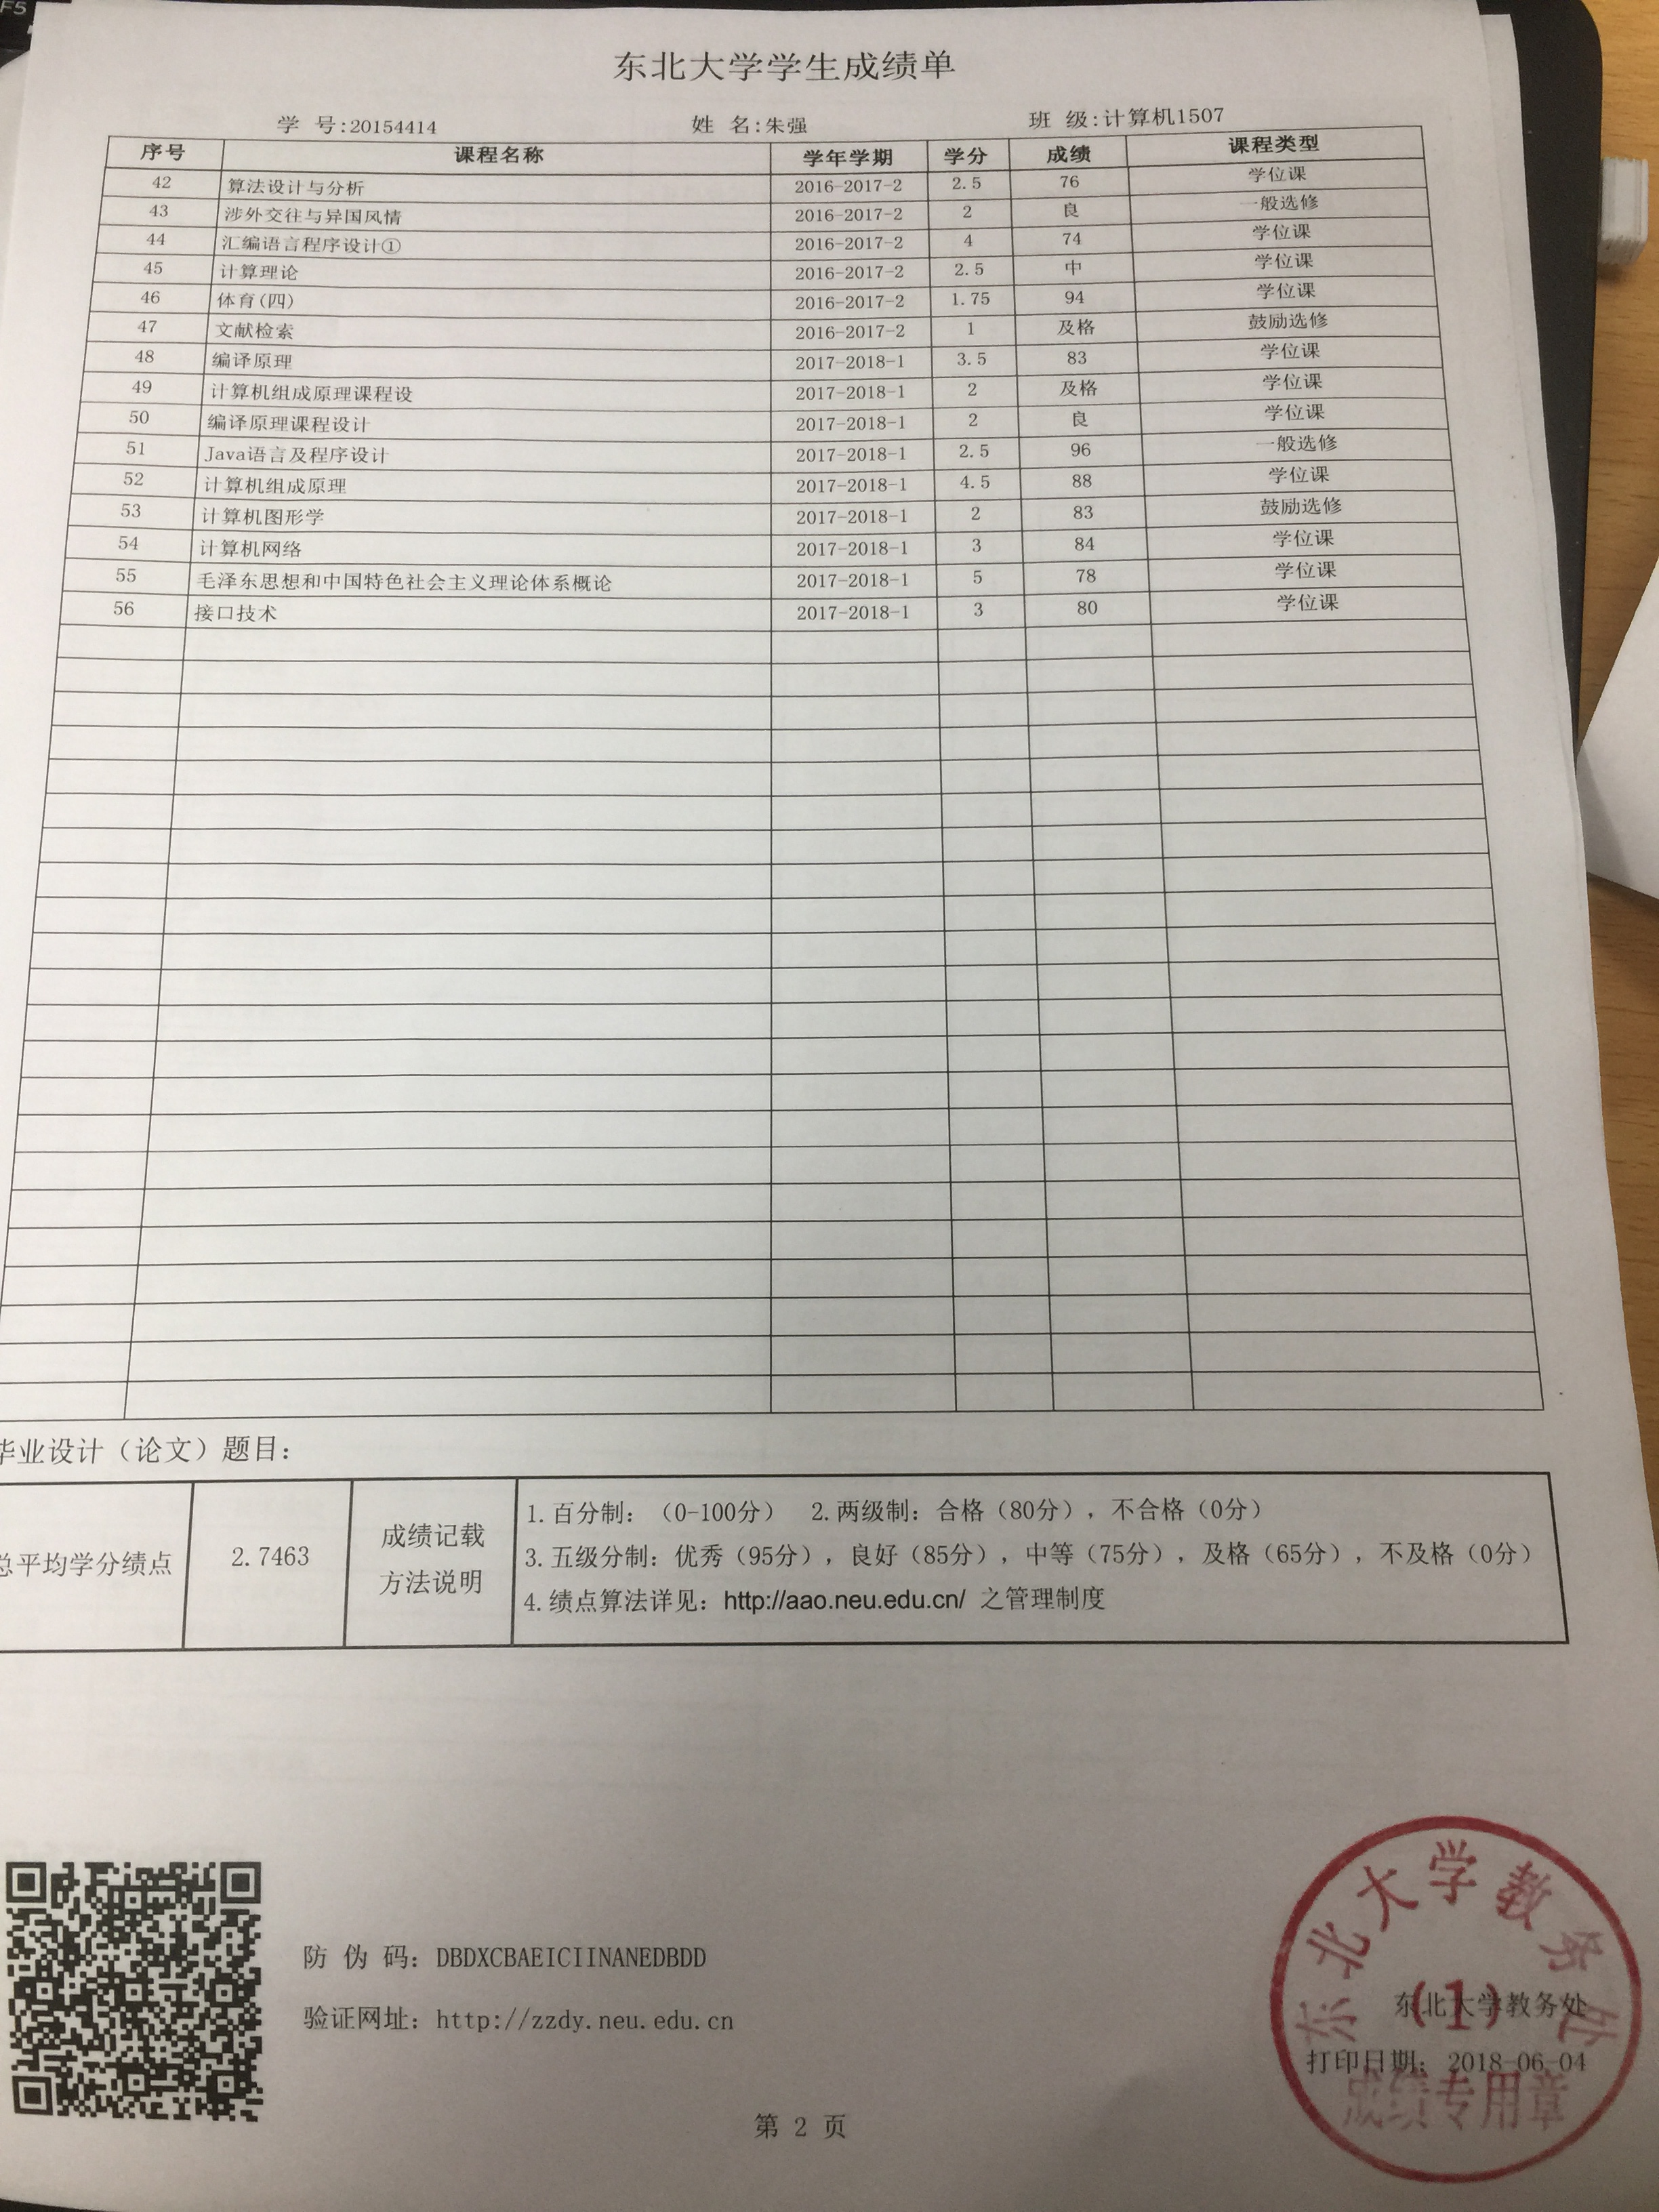 F5
东北大学学生成绩单
学 号:20154414 姓 名:朱强 班 级:计算机1507
序号 课程名称 学年学期 学分 成绩 课程类型
42 算法设计与分析 2016-2017-2 2.5 76 学位课
43 涉外交往与异国风情 2016-2017-2 2 良 一般选修
44 汇编语言程序设计① 2016-2017-2 4 74 学位课
45 计算理论 2016-2017-2 2.5 中 学位课
46 体育(四) 2016-2017-2 1.75 94 学位课
47 文献检索 2016-2017-2 1 及格 鼓励选修
48 编译原理 2017-2018-1 3.5 83 学位课
49 计算机组成原理课程设 2017-2018-1 2 及格 学位课
50 编译原理课程设计 2017-2018-1 2 良 学位课
51 Java语言及程序设计 2017-2018-1 2.5 96 一般选修
52 计算机组成原理 2017-2018-1 4.5 88 学位课
53 计算机图形学 2017-2018-1 2 83 鼓励选修
54 计算机网络 2017-2018-1 3 84 学位课
55 毛泽东思想和中国特色社会主义理论体系概论 2017-2018-1 5 78 学位课
56 接口技术 2017-2018-1 3 80 学位课
毕业设计（论文）题目：
总平均学分绩点 2.7463 成绩记载方法说明
1.百分制：（0-100分） 2.两级制：合格（80分），不合格（0分）
3.五级分制：优秀（95分），良好（85分），中等（75分），及格（65分），不及格（0分）
4.绩点算法详见：http://aao.neu.edu.cn/ 之管理制度
防 伪 码：DBDXCBAEICIINANEDBDD
验证网址：http://zzdy.neu.edu.cn
东北大学教务处
(1)
成绩专用章
东北大学教务处
打印日期：2018-06-04
第 2 页